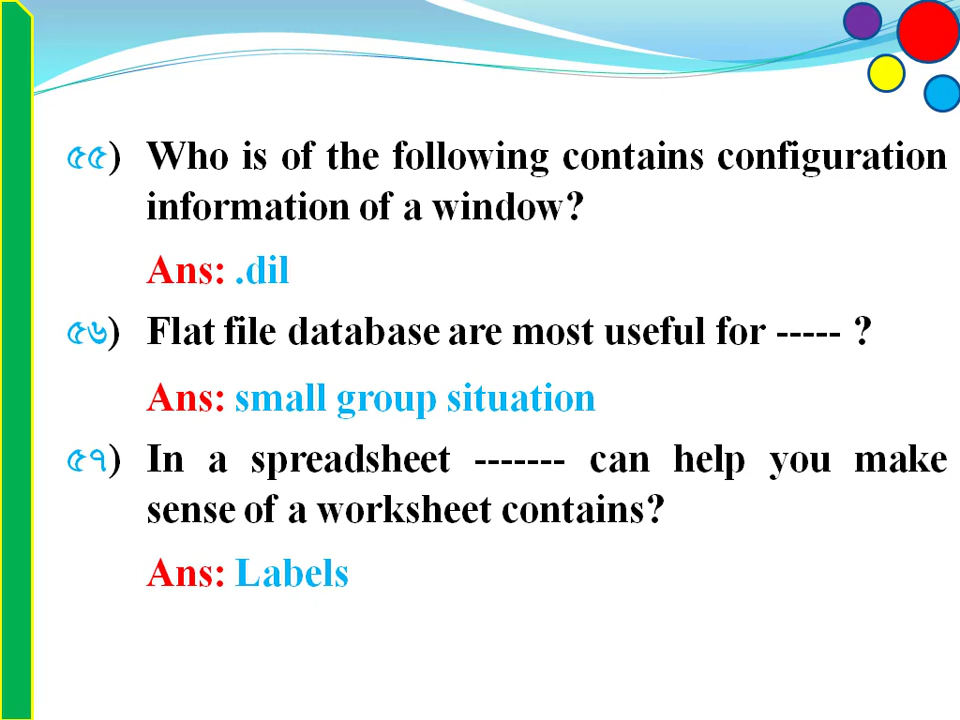 ৫৫) Who is of the following contains configuration
information of a window?
Ans: .dil
৫৬) Flat file database are most useful for ----- ?
Ans: small group situation
৫৭) In a spreadsheet ------- can help you make
sense of a worksheet contains?
Ans: Labels